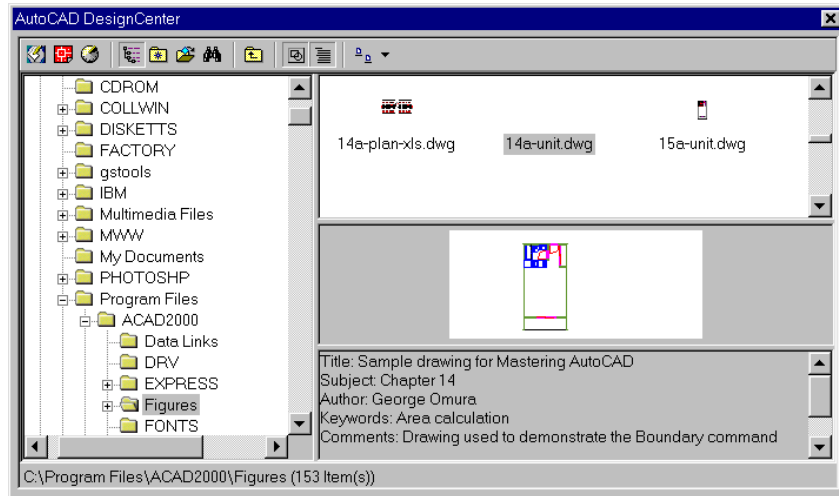 AutoCAD DesignCenter
CDROM
COLLWIN
DISKETTS
FACTORY
gstools
IBM
Multimedia Files
MWW
My Documents
PHOTOSHP
Program Files
ACAD2000
Data Links
DRV
EXPRESS
Figures
FONTS
14a-plan-xls.dwg 14a-unit.dwg 15a-unit.dwg
Title: Sample drawing for Mastering AutoCAD
Subject: Chapter 14
Author: George Omura
Keywords: Area calculation
Comments: Drawing used to demonstrate the Boundary command
C:\Program Files\ACAD2000\Figures (153 Item(s))